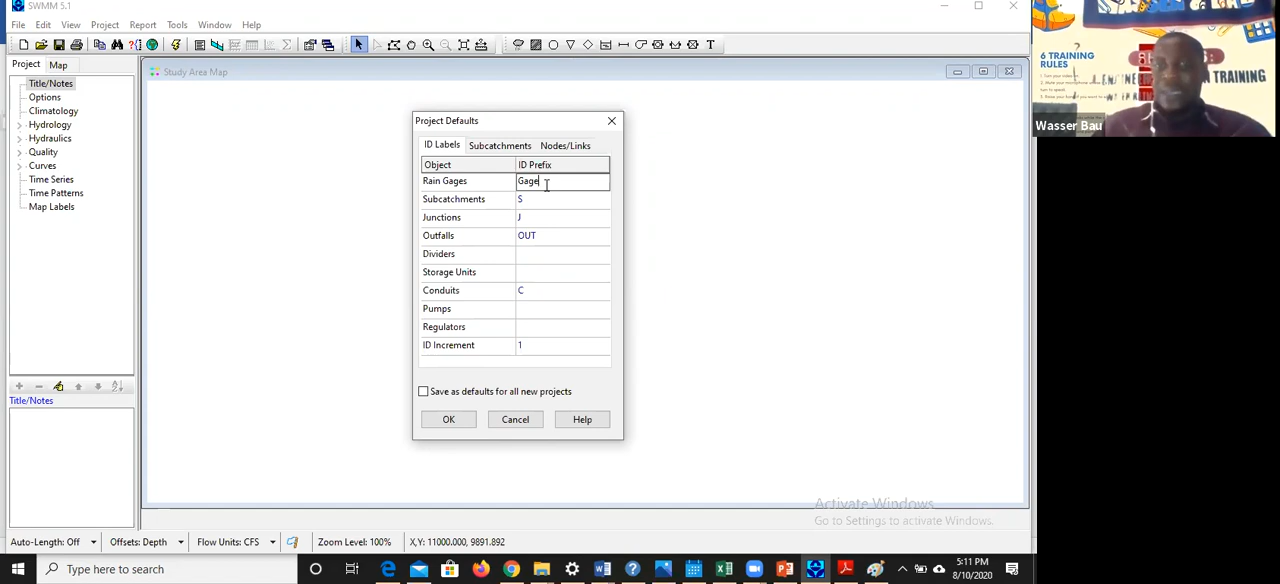 SWMM 5.1
File Edit View Project Report Tools Window Help
Project Map
Title/Notes
Options
Climatology
Hydrology
Hydraulics
Quality
Curves
Time Series
Time Patterns
Map Labels
Title/Notes
Study Area Map
Project Defaults
ID Labels Subcatchments Nodes/Links
Object ID Prefix
Rain Gages Gage
Subcatchments S
Junctions J
Outfalls OUT
Dividers
Storage Units
Conduits C
Pumps
Regulators
ID Increment 1
Save as defaults for all new projects
OK Cancel Help
Activate Windows
Go to Settings to activate Windows.
Auto-Length: Off Offsets: Depth Flow Units: CFS Zoom Level: 100% X,Y: 11000.000, 9891.892
Type here to search
5:11 PM
8/10/2020
6 TRAINING
RULES
N TRAINING
Wasser Bau